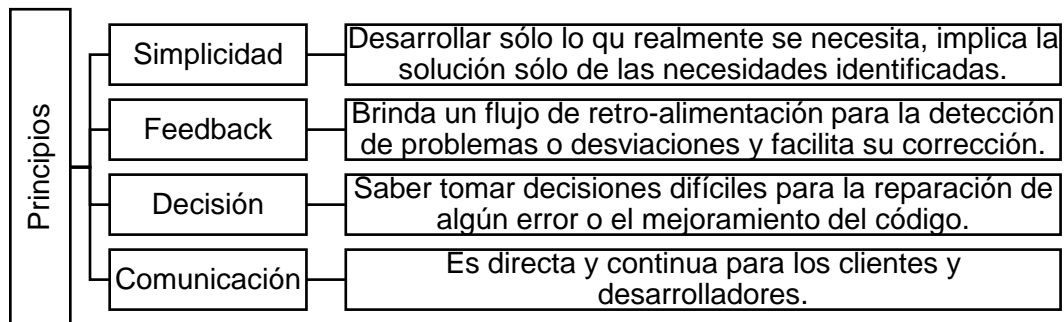 Principios
Simplicidad
Desarrollar sólo lo qu realmente se necesita, implica la
solución sólo de las necesidades identificadas.
Feedback
Brinda un flujo de retro-alimentación para la detección
de problemas o desviaciones y facilita su corrección.
Decisión
Saber tomar decisiones difíciles para la reparación de
algún error o el mejoramiento del código.
Comunicación
Es directa y continua para los clientes y
desarrolladores.